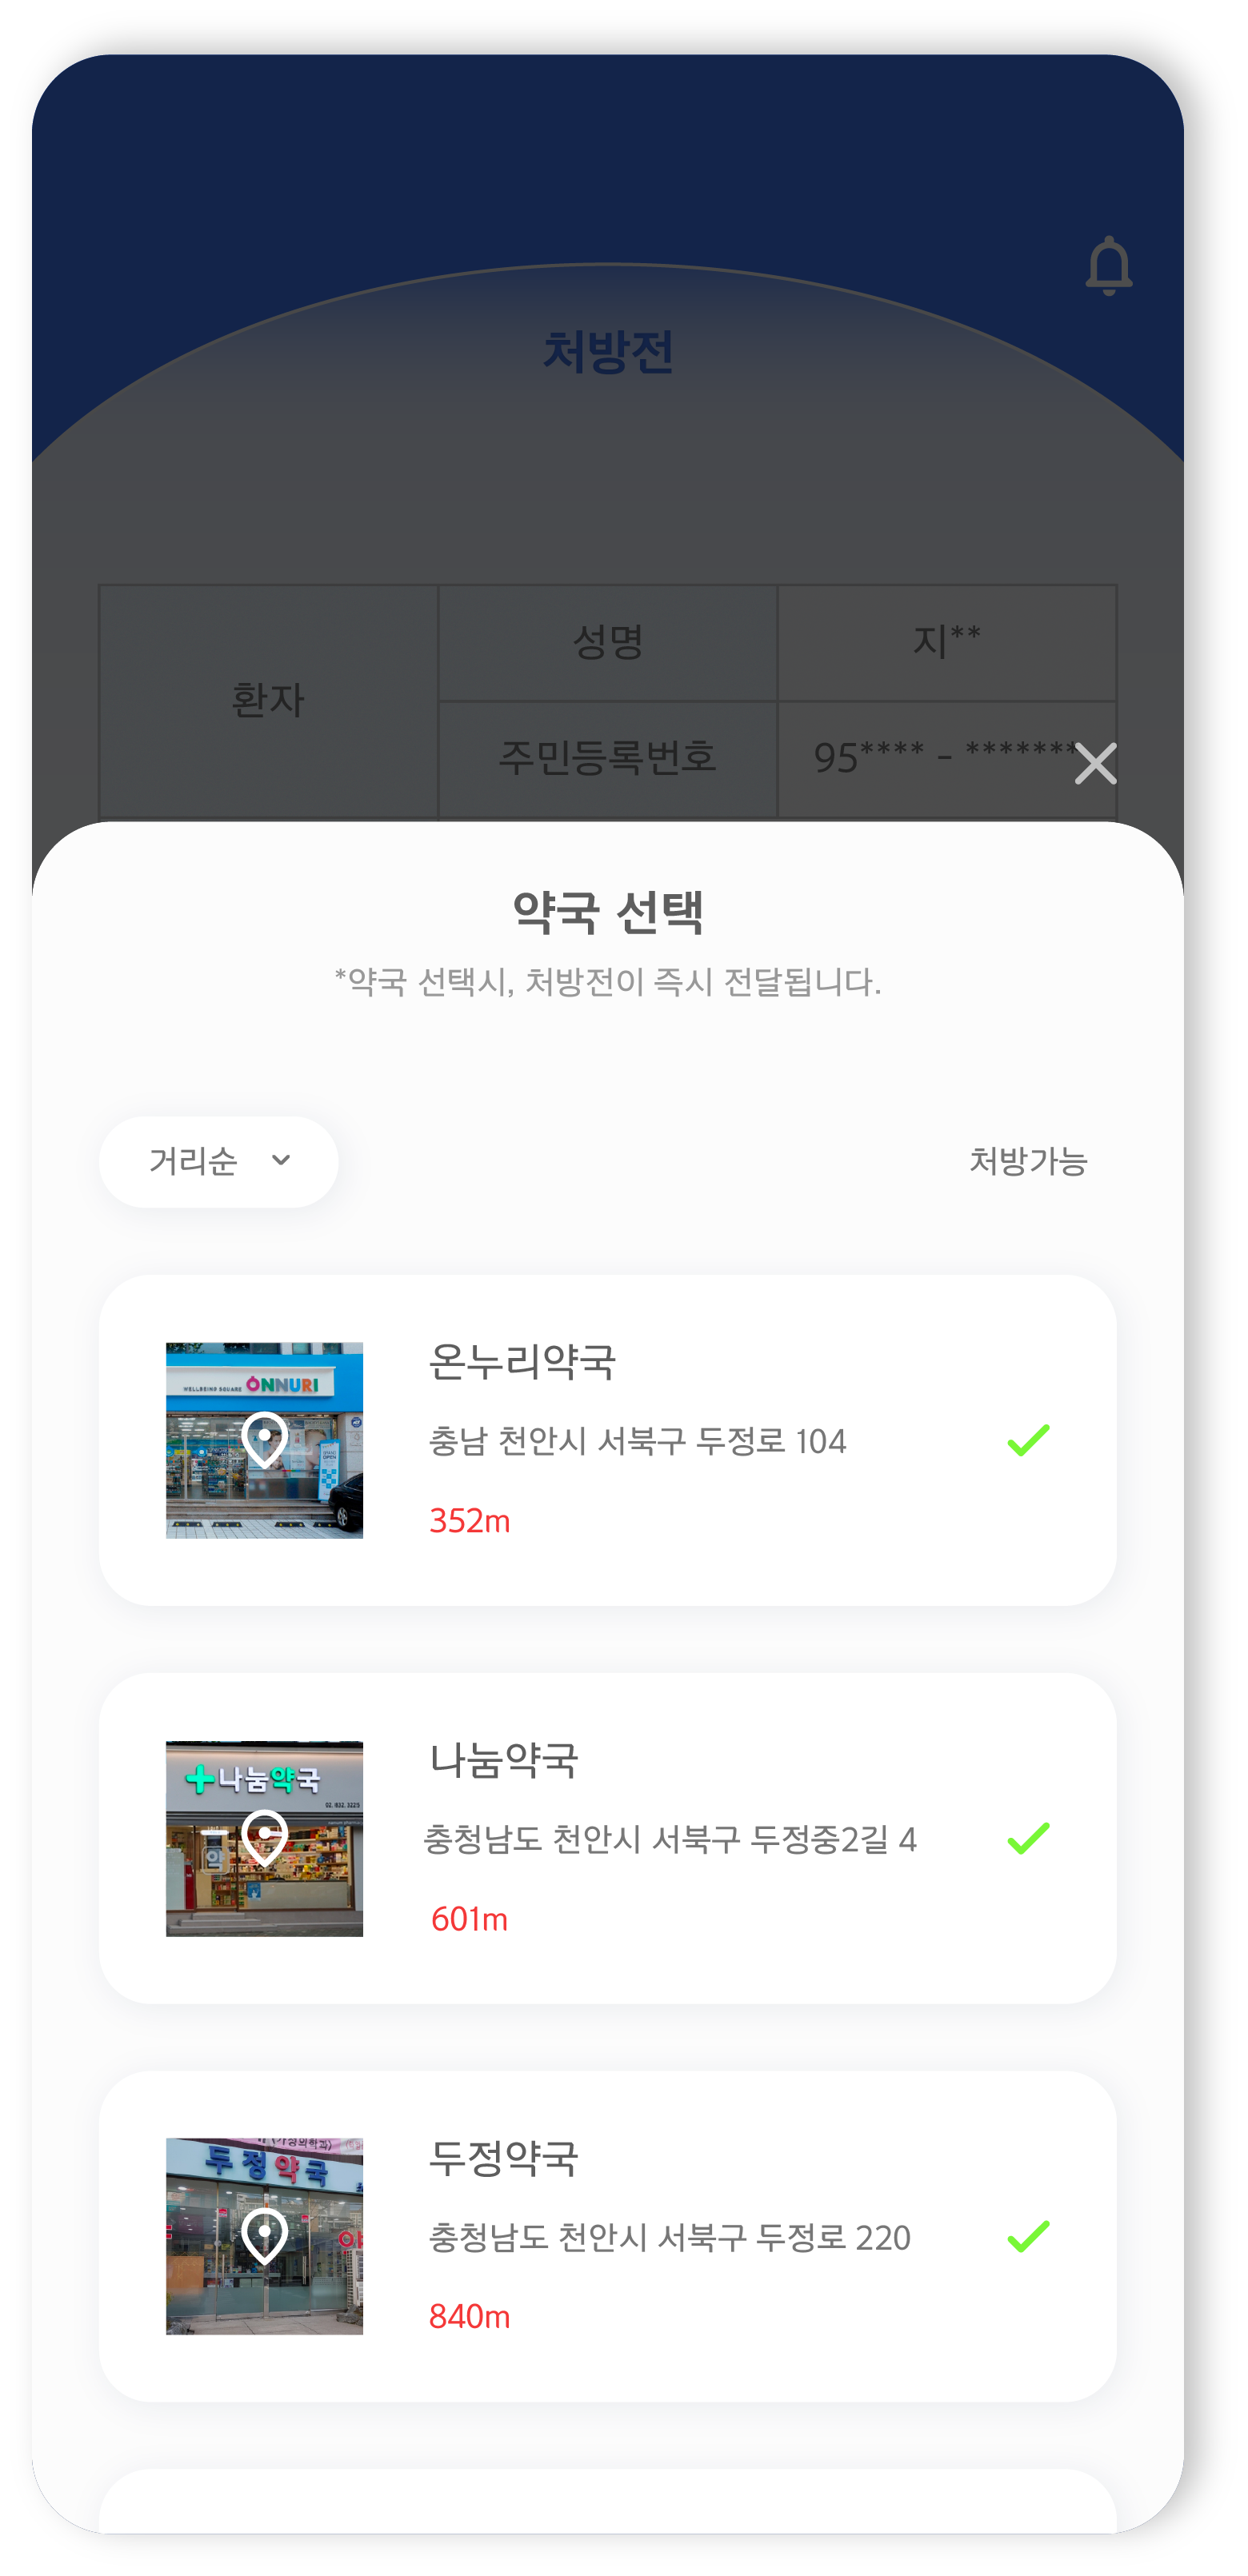 처방전
환자
성명
지**
주민등록번호
95**** - *******
약국 선택
*약국 선택시, 처방전이 즉시 전달됩니다.
거리순
처방가능
WELLBEING SQUARE ONNURI
온누리약국
충남 천안시 서북구 두정로 104
352m
나눔약국
02. 832. 3225
약
나눔약국
충청남도 천안시 서북구 두정중2길 4
601m
두정약국
두정약국
충청남도 천안시 서북구 두정로 220
840m